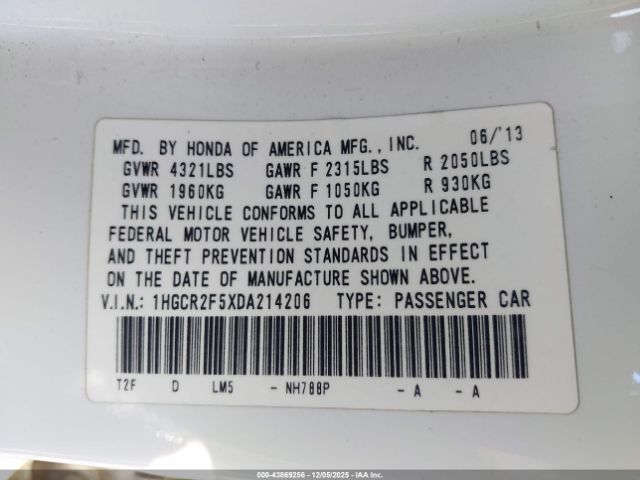 MFD. BY HONDA OF AMERICA MFG., INC. 06/'13
GVWR 4321LBS GAWR F 2315LBS R 2050LBS
GVWR 1960KG GAWR F 1050KG R 930KG
THIS VEHICLE CONFORMS TO ALL APPLICABLE
FEDERAL MOTOR VEHICLE SAFETY, BUMPER,
AND THEFT PREVENTION STANDARDS IN EFFECT
ON THE DATE OF MANUFACTURE SHOWN ABOVE.
V.I.N.: 1HGCR2F5XDA214206 TYPE: PASSENGER CAR
T2F D LM5 - NH788P - A - A
000-43869256 | 12/05/2025 - IAAI.com